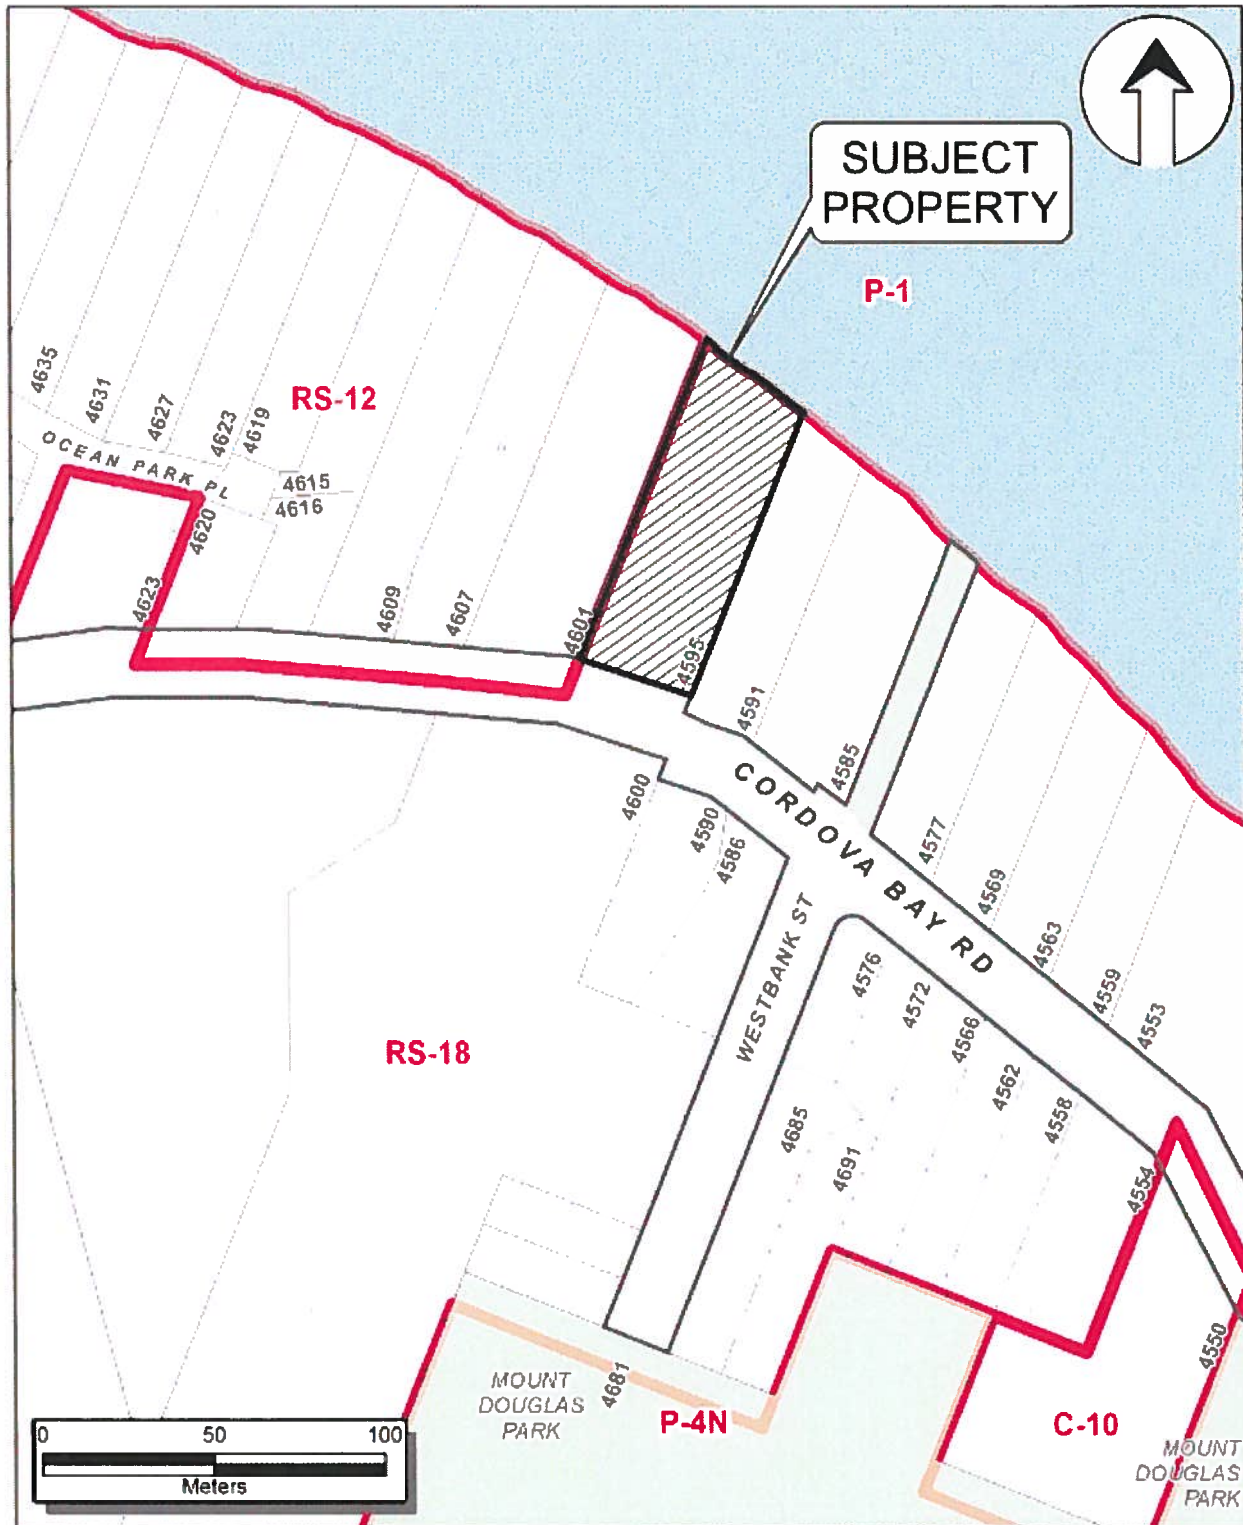 SUBJECT
PROPERTY
P-1
RS-12
4635
4631
4627
4623
4619
OCEAN PARK PL
4615
4616
4620
4623
4609
4607
4601
4595
4591
4585
CORDOVA BAY RD
4600
4590
4586
4577
4569
4563
4559
4553
WESTBANK ST
4576
4572
4566
4562
4558
4554
4550
RS-18
4685
4691
4681
MOUNT
DOUGLAS
PARK
P-4N
C-10
MOUNT
DOUGLAS
PARK
0 50 100
Meters